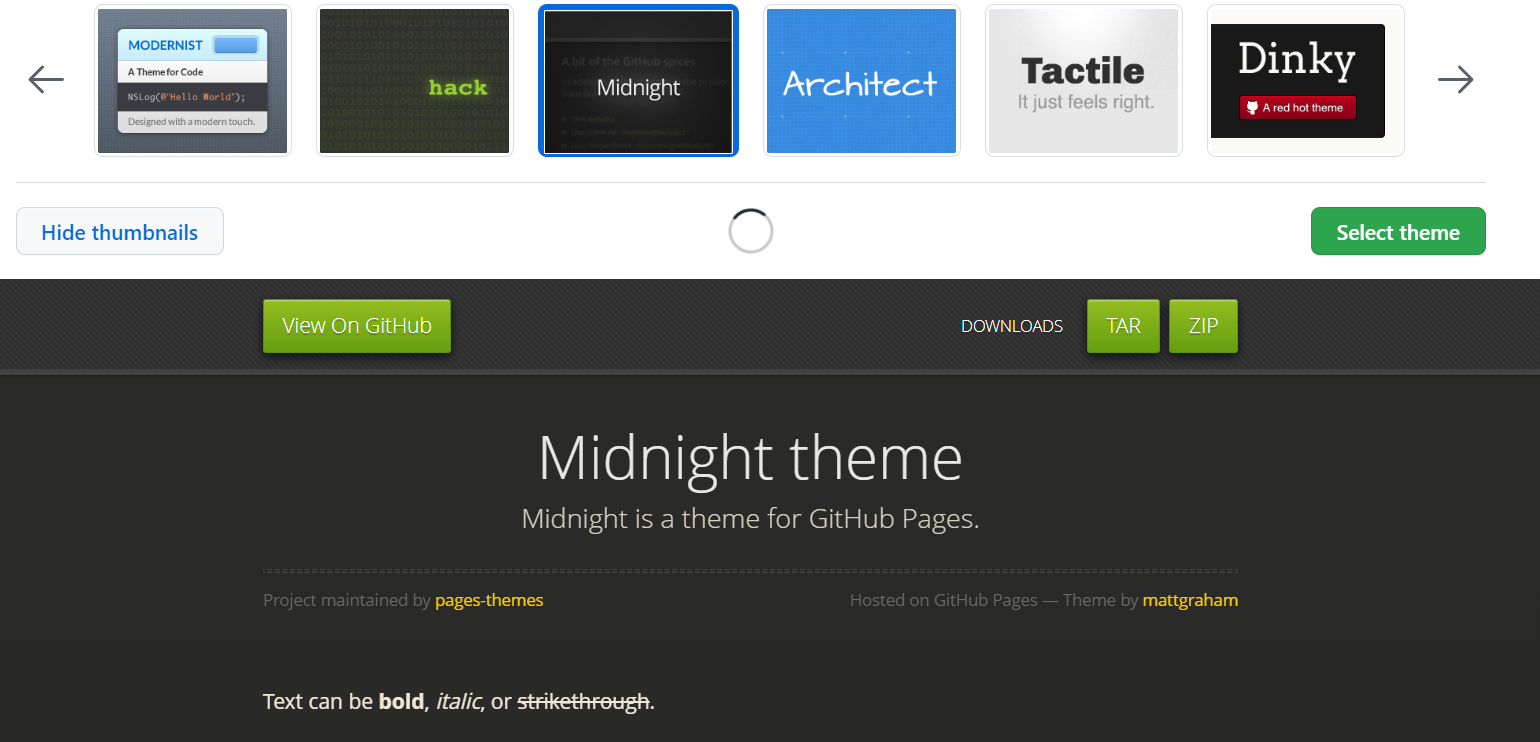 MODERNIST
A Theme for Code
NSLog(@"Hello World");
Designed with a modern touch.
hack
A bit of the GitHub spices
Midnight
Architect
Tactile
It just feels right.
Dinky
A red hot theme
Hide thumbnails
Select theme
View On GitHub
DOWNLOADS
TAR
ZIP
Midnight theme
Midnight is a theme for GitHub Pages.
Project maintained by pages-themes
Hosted on GitHub Pages — Theme by mattgraham
Text can be bold, italic, or strikethrough.